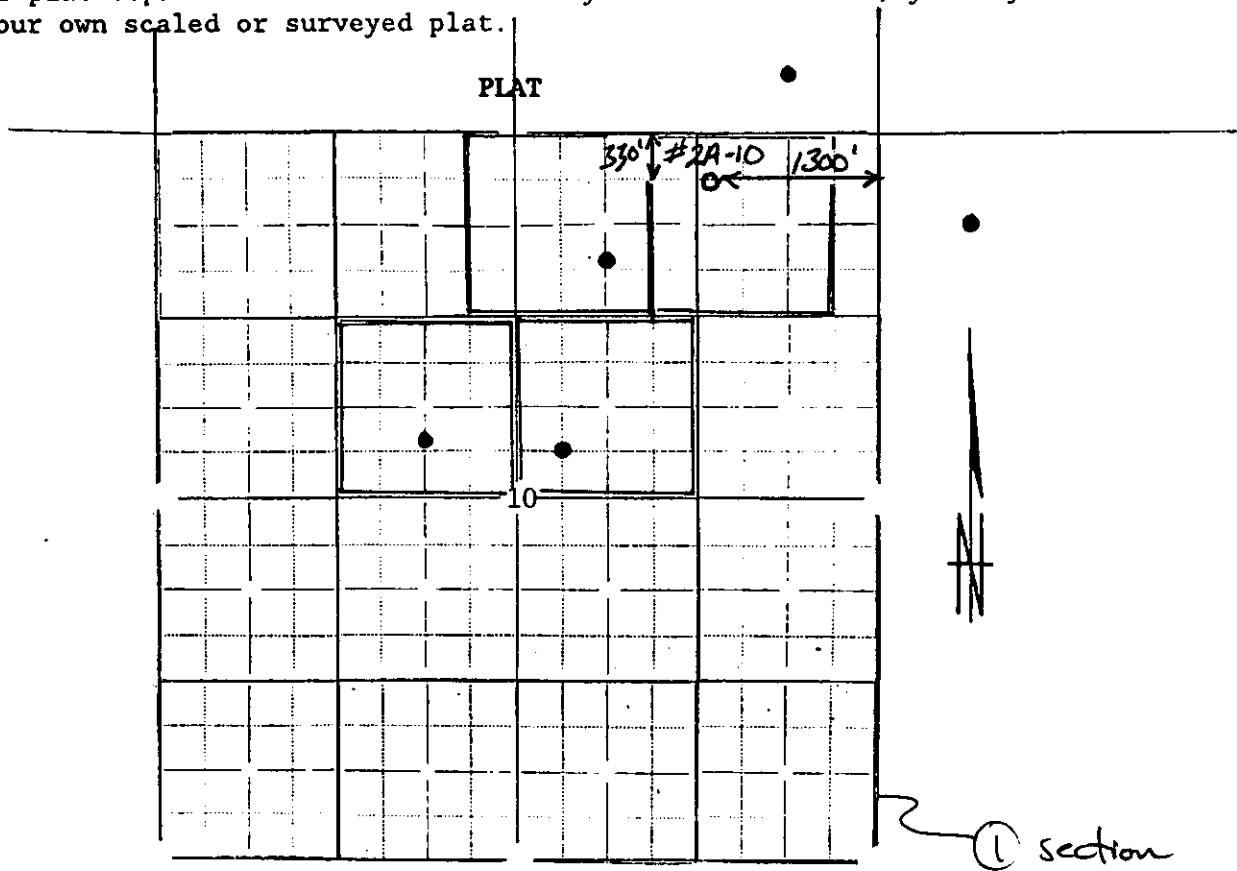 our own scaled or surveyed plat.
PLAT
330' #2A-10 1300'
10
N
1 section